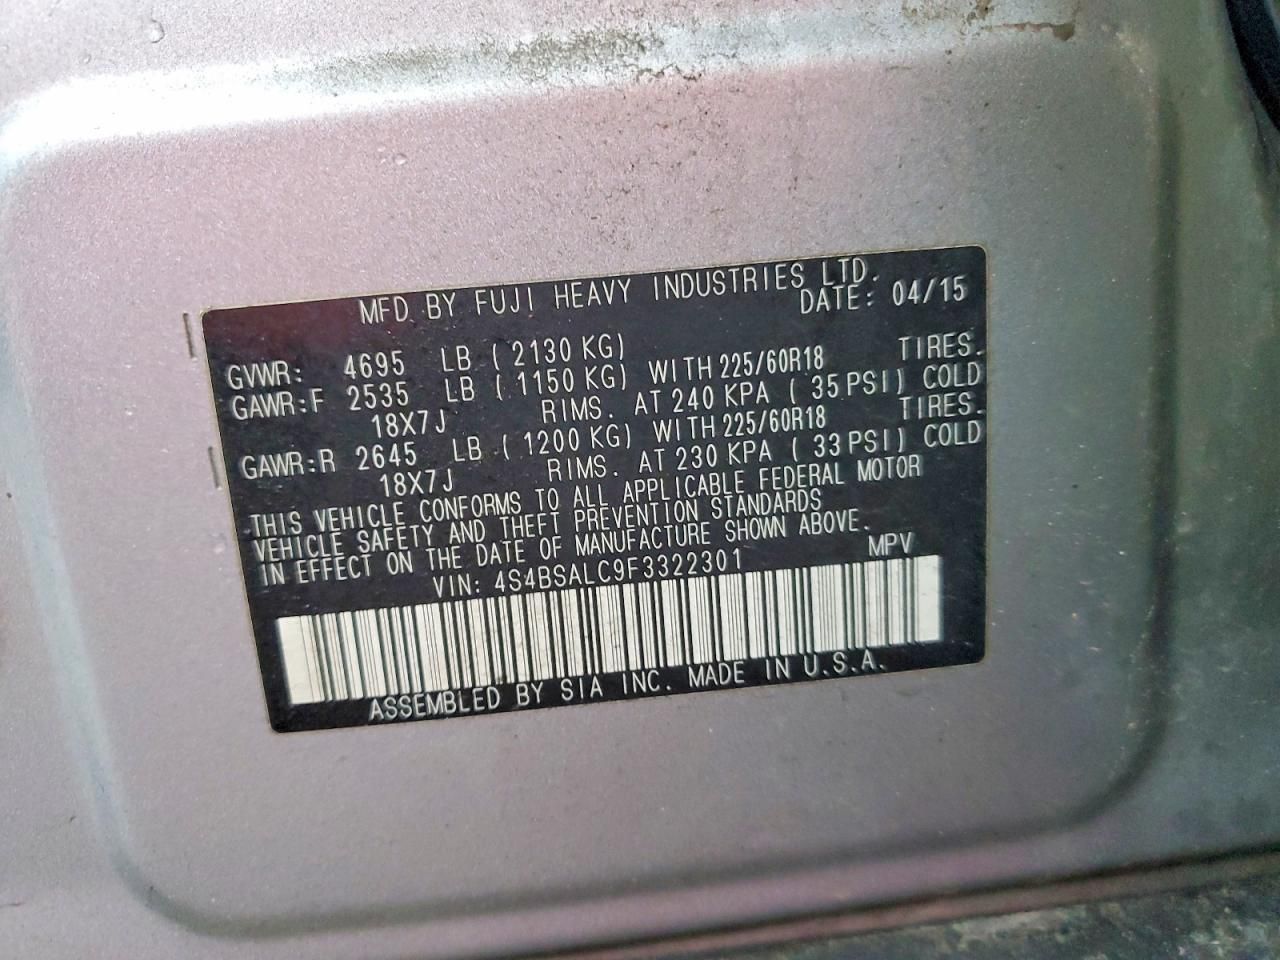 MFD BY FUJI HEAVY INDUSTRIES LTD.
DATE: 04/15
GVWR: 4695 LB ( 2130 KG)
GAWR:F 2535 LB ( 1150 KG) WITH 225/60R18 TIRES.
18X7J RIMS. AT 240 KPA ( 35 PSI) COLD
GAWR:R 2645 LB ( 1200 KG) WITH 225/60R18 TIRES.
18X7J RIMS. AT 230 KPA ( 33 PSI) COLD
THIS VEHICLE CONFORMS TO ALL APPLICABLE FEDERAL MOTOR
VEHICLE SAFETY AND THEFT PREVENTION STANDARDS
IN EFFECT ON THE DATE OF MANUFACTURE SHOWN ABOVE.
VIN: 4S4BSALC9F3322301 MPV
ASSEMBLED BY SIA INC. MADE IN U.S.A.